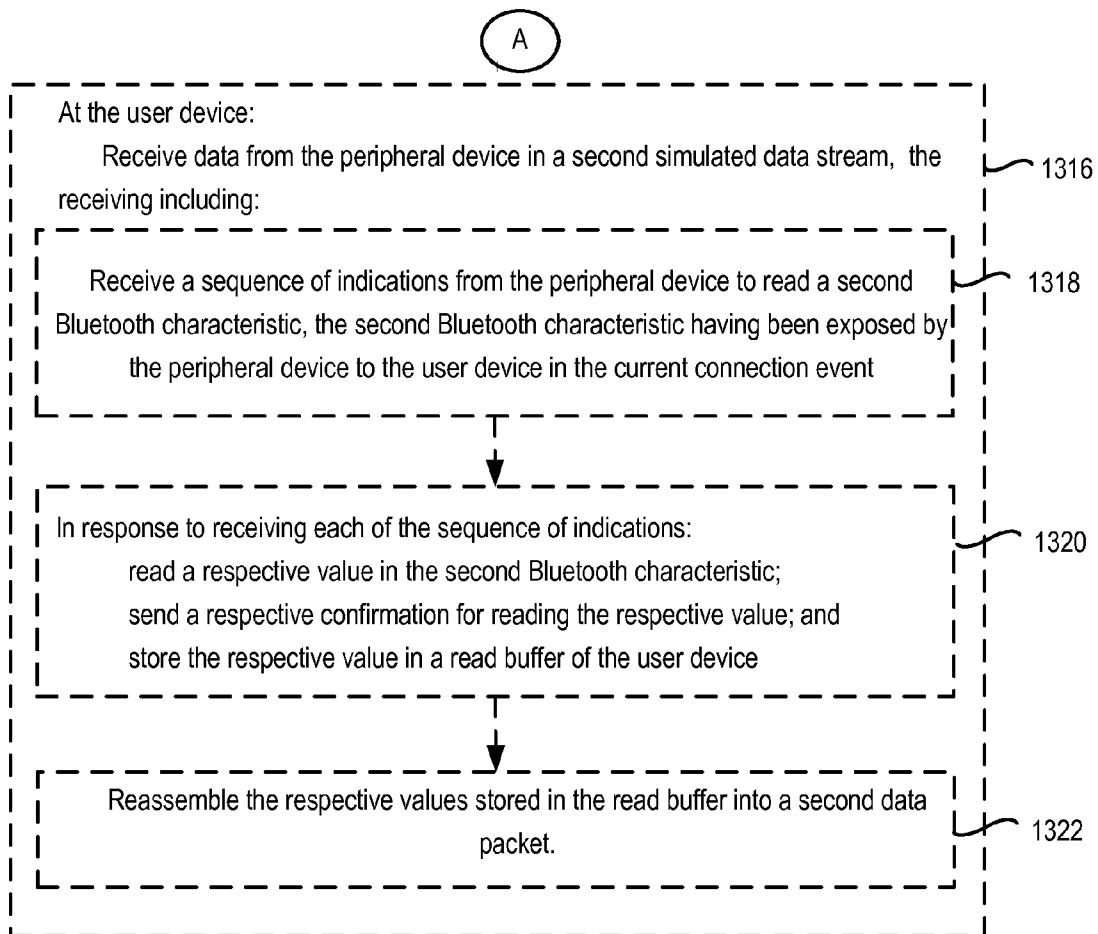 A
At the user device:
Receive data from the peripheral device in a second simulated data stream, the
receiving including:
1316
Receive a sequence of indications from the peripheral device to read a second
Bluetooth characteristic, the second Bluetooth characteristic having been exposed by
the peripheral device to the user device in the current connection event
1318
In response to receiving each of the sequence of indications:
read a respective value in the second Bluetooth characteristic;
send a respective confirmation for reading the respective value; and
store the respective value in a read buffer of the user device
1320
Reassemble the respective values stored in the read buffer into a second data
packet.
1322